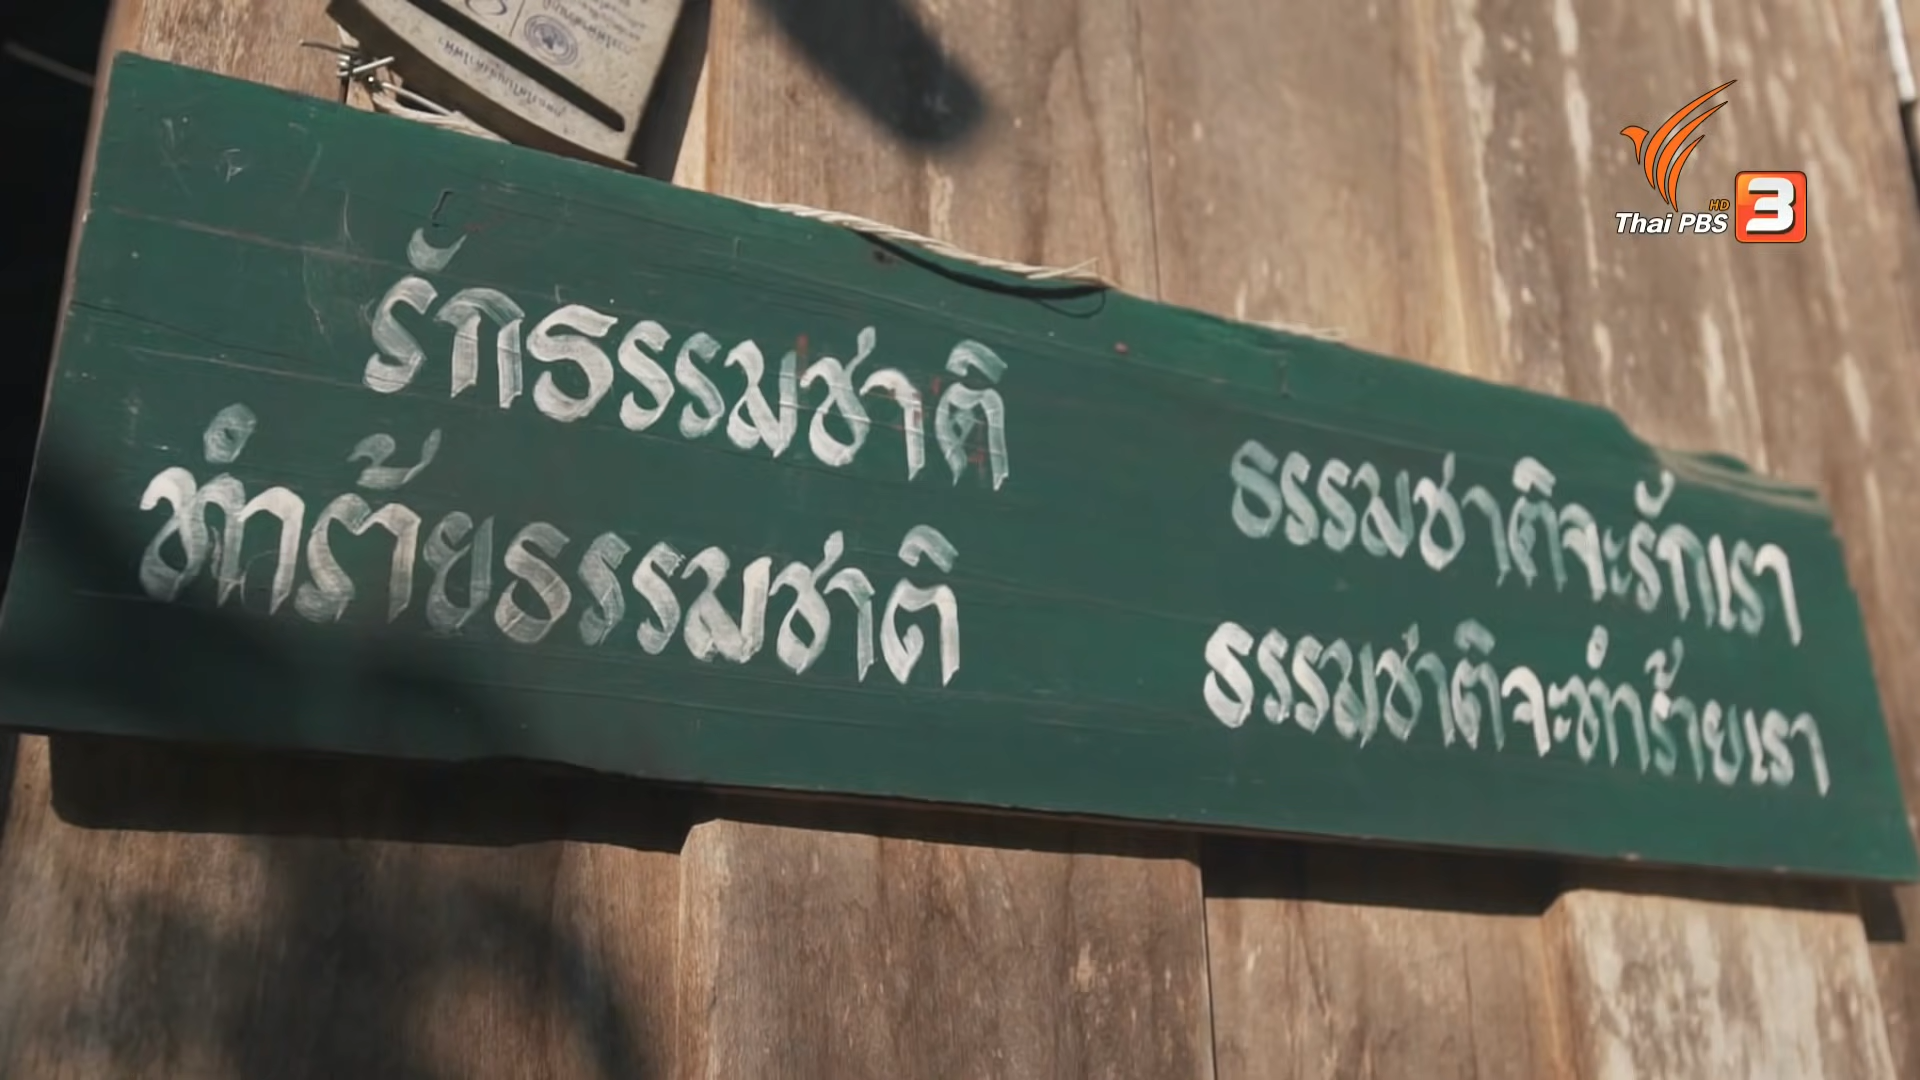 รักธรรมชาติ ธรรมชาติจะรักเรา
ทำร้ายธรรมชาติ ธรรมชาติจะทำร้ายเรา
Thai PBS HD 3